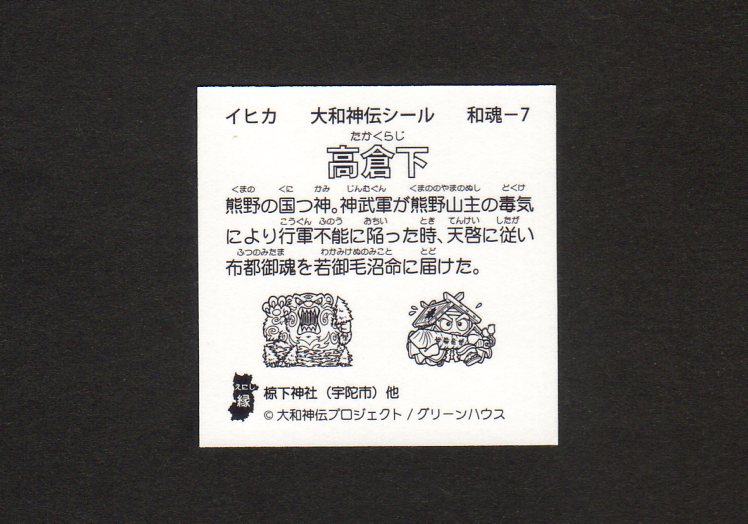 イヒカ 大和神伝シール 和魂－7
たかくらじ
高倉下
くまの くに かみ じんむぐん くまののやまのぬし どくけ
熊野の国つ神。神武軍が熊野山主の毒気
こうぐん ふのう おちい とき てんけい したが
により行軍不能に陥った時、天啓に従い
ふつのみたま わかみけぬのみこと とど
布都御魂を若御毛沼命に届けた。
えにし
縁
椋下神社（宇陀市）他
©大和神伝プロジェクト/グリーンハウス